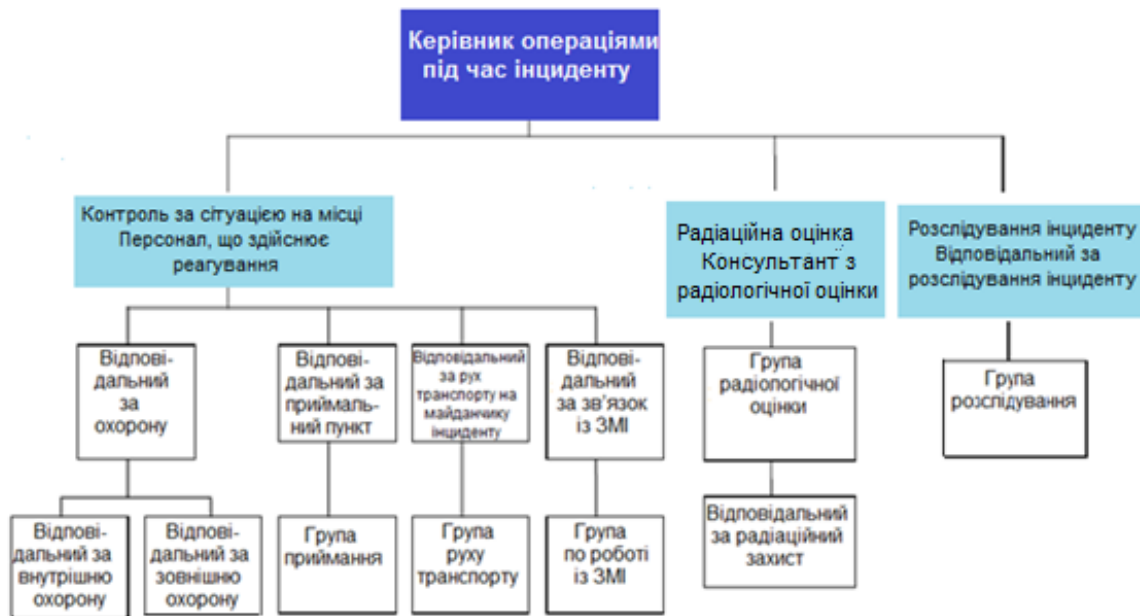 Керівник операціями
під час інциденту
Контроль за сітуацією на місці
Персонал, що здійснює
реагування
Радіаційна оцінка
Консультант з
радіологічної оцінки
Розслідування інциденту
Відповідальний за
розслідування інциденту
Відпові-
дальний
за
охорону
Відпові-
дальний за
приймаль-
ний пункт
Відповідальний
за рух
транспорту на
майданчику
інциденту
Відпові-
дальний
за зв'язок
із ЗМІ
Група
радіологічної
оцінки
Група
розслідування
Відпові-
дальний за
внутрішню
охорону
Відпові-
дальний за
зовнішню
охорону
Група
приймання
Група
руху
транспорту
Група
по роботі
із ЗМІ
Відповідальний
за радіаційний
захист